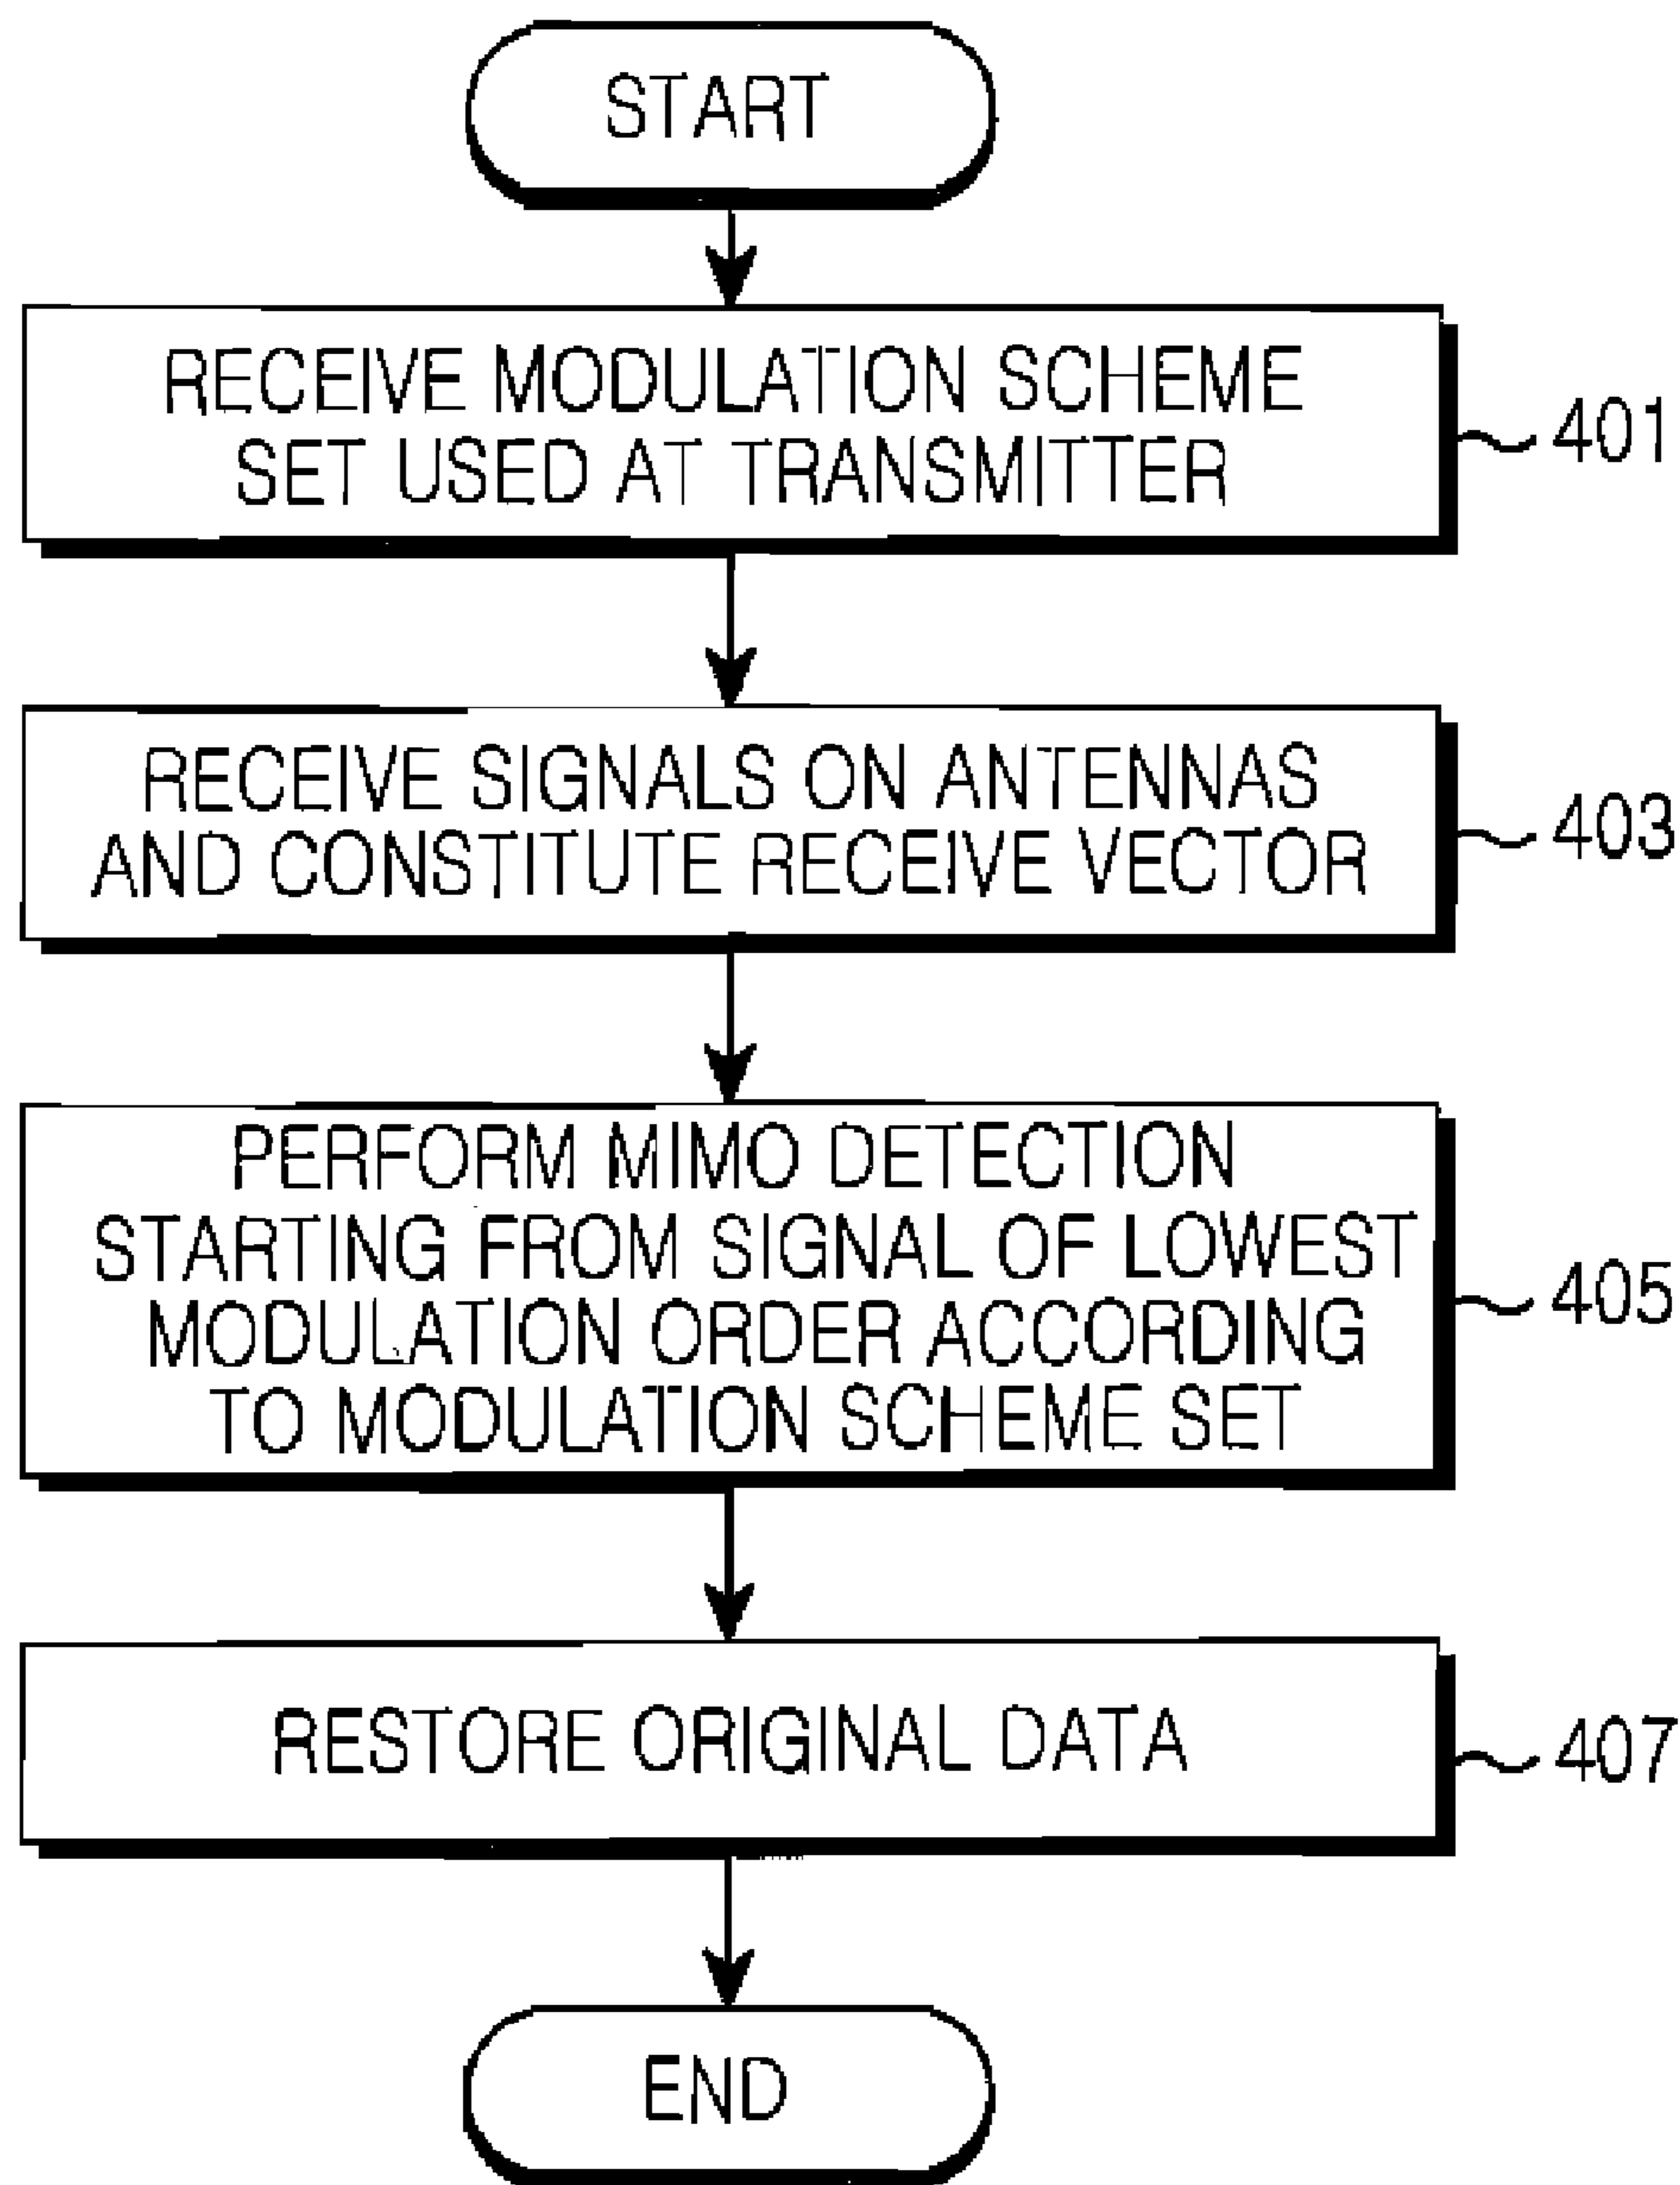 START
RECEIVE MODULATION SCHEME
SET USED AT TRANSMITTER
401
RECEIVE SIGNALS ON ANTENNAS
AND CONSTITUTE RECEIVE VECTOR
403
PERFORM MIMO DETECTION
STARTING FROM SIGNAL OF LOWEST
MODULATION ORDER ACCORDING
TO MODULATION SCHEME SET
405
RESTORE ORIGINAL DATA
407
END